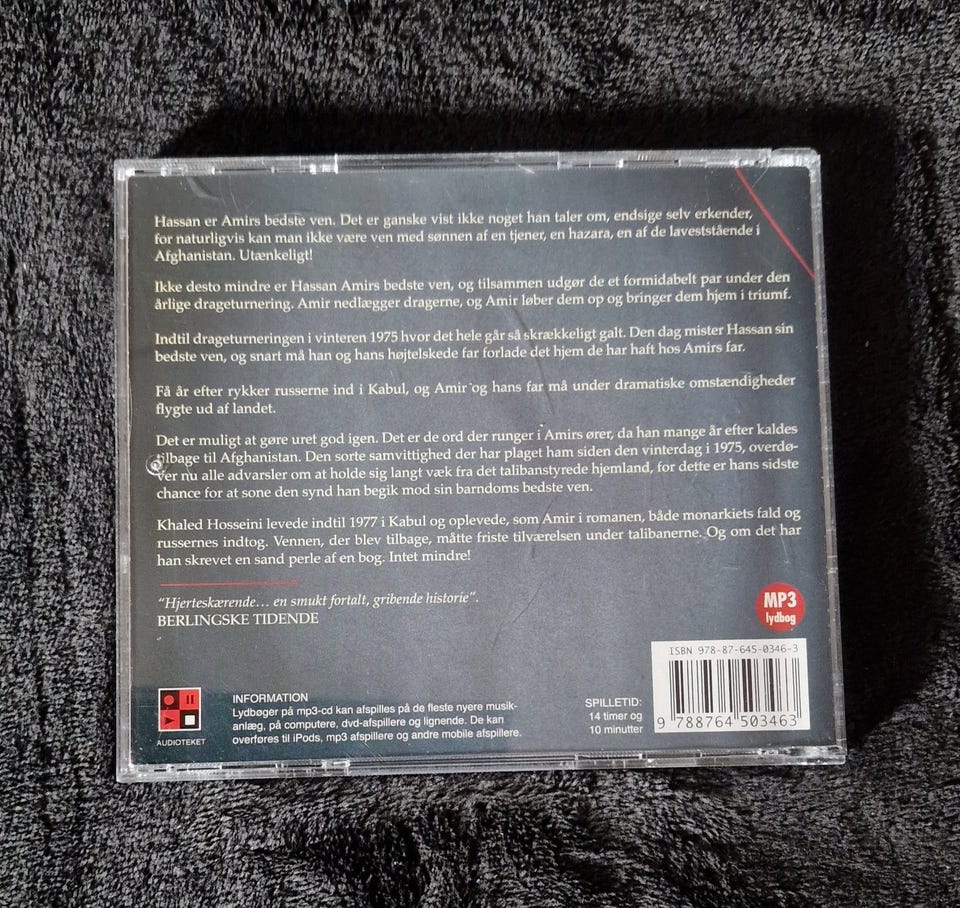 Hassan er Amirs bedste ven. Det er ganske vist ikke noget han taler om, endsige selv erkender,
for naturligvis kan man ikke være ven med sønnen af en tjener, en hazara, en af de laveststående i
Afghanistan. Utænkeligt!
Ikke desto mindre er Hassan Amirs bedste ven, og tilsammen udgør de et formidabelt par under den
årlige drageturnering. Amir nedlægger dragerne, og Amir løber dem op og bringer dem hjem i triumf.
Indtil drageturneringen i vinteren 1975 hvor det hele går så skrækkeligt galt. Den dag mister Hassan sin
bedste ven, og snart må han og hans højtelskede far forlade det hjem de har haft hos Amirs far.
Få år efter rykker russerne ind i Kabul, og Amir og hans far må under dramatiske omstændigheder
flygte ud af landet.
Det er muligt at gøre uret god igen. Det er de ord der runger i Amirs ører, da han mange år efter kaldes
tilbage til Afghanistan. Den sorte samvittighed der har plaget ham siden den vinterdag i 1975, overdø-
ver nu alle advarsler om at holde sig langt væk fra det talibanstyrede hjemland, for dette er hans sidste
chance for at sone den synd han begik mod sin barndoms bedste ven.
Khaled Hosseini levede indtil 1977 i Kabul og oplevede, som Amir i romanen, både monarkiets fald og
russernes indtog. Vennen, der blev tilbage, måtte friste tilværelsen under talibanerne. Og om det har
han skrevet en sand perle af en bog. Intet mindre!
"Hjerteskærende... en smukt fortalt, gribende historie".
BERLINGSKE TIDENDE
MP3
lydbog
ISBN 978-87-645-0346-3
9 788764 503463
AUDIOTEKET
INFORMATION
Lydbøger på mp3-cd kan afspilles på de fleste nyere musik-
anlæg, på computere, dvd-afspillere og lignende. De kan
overføres til iPods, mp3 afspillere og andre mobile afspillere.
SPILLETID:
14 timer og
10 minutter